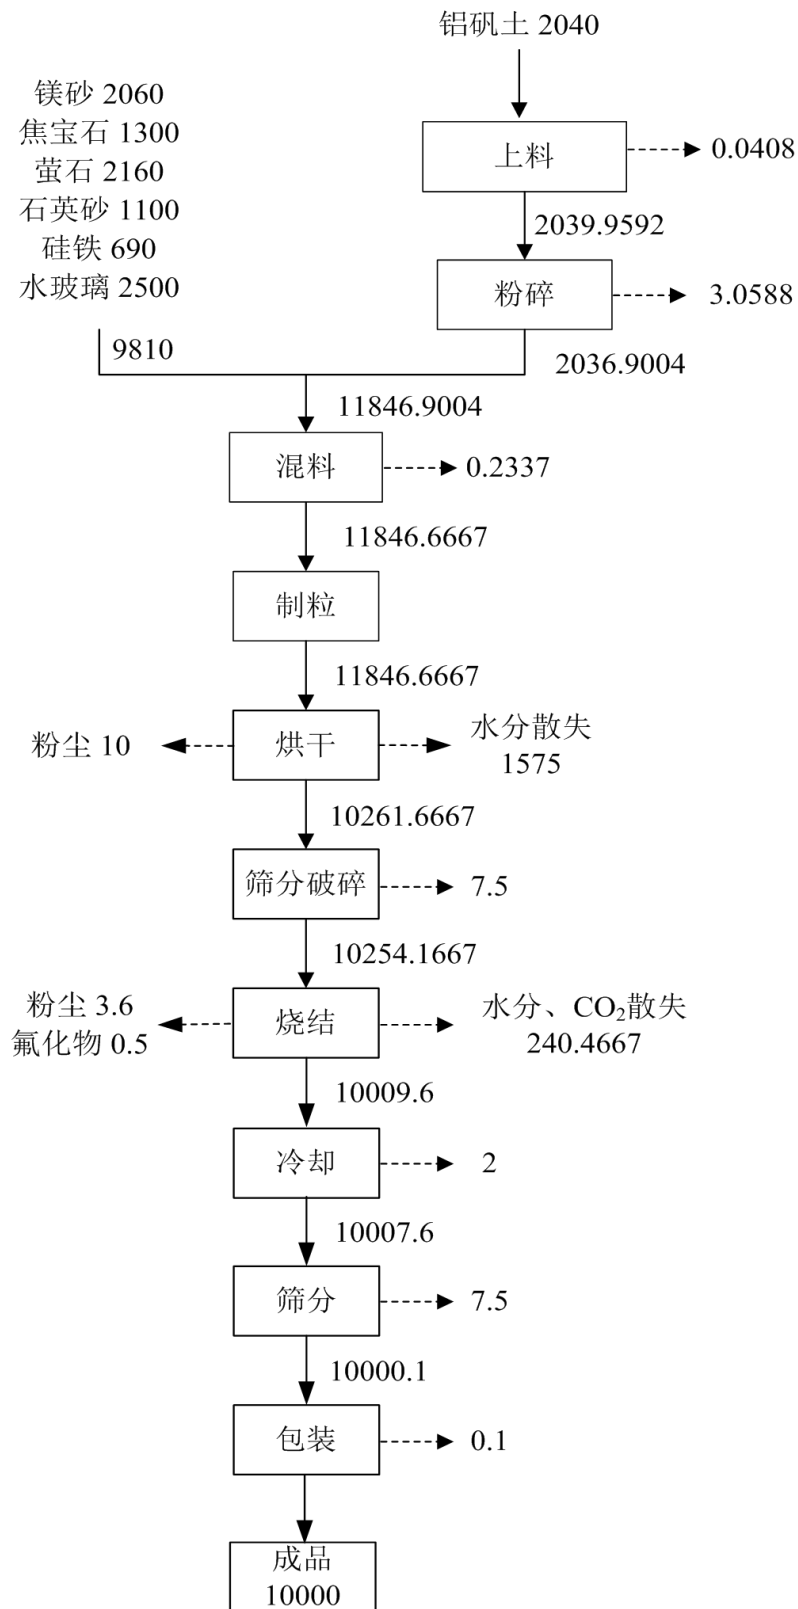 铝矾土 2040
镁砂 2060
焦宝石 1300
萤石 2160
石英砂 1100
硅铁 690
水玻璃 2500
上料
0.0408
2039.9592
粉碎
3.0588
9810
2036.9004
11846.9004
混料
0.2337
11846.6667
制粒
11846.6667
粉尘 10
烘干
水分散失
1575
10261.6667
筛分破碎
7.5
10254.1667
粉尘 3.6
氟化物 0.5
烧结
水分、CO₂散失
240.4667
10009.6
冷却
2
10007.6
筛分
7.5
10000.1
包装
0.1
成品
10000